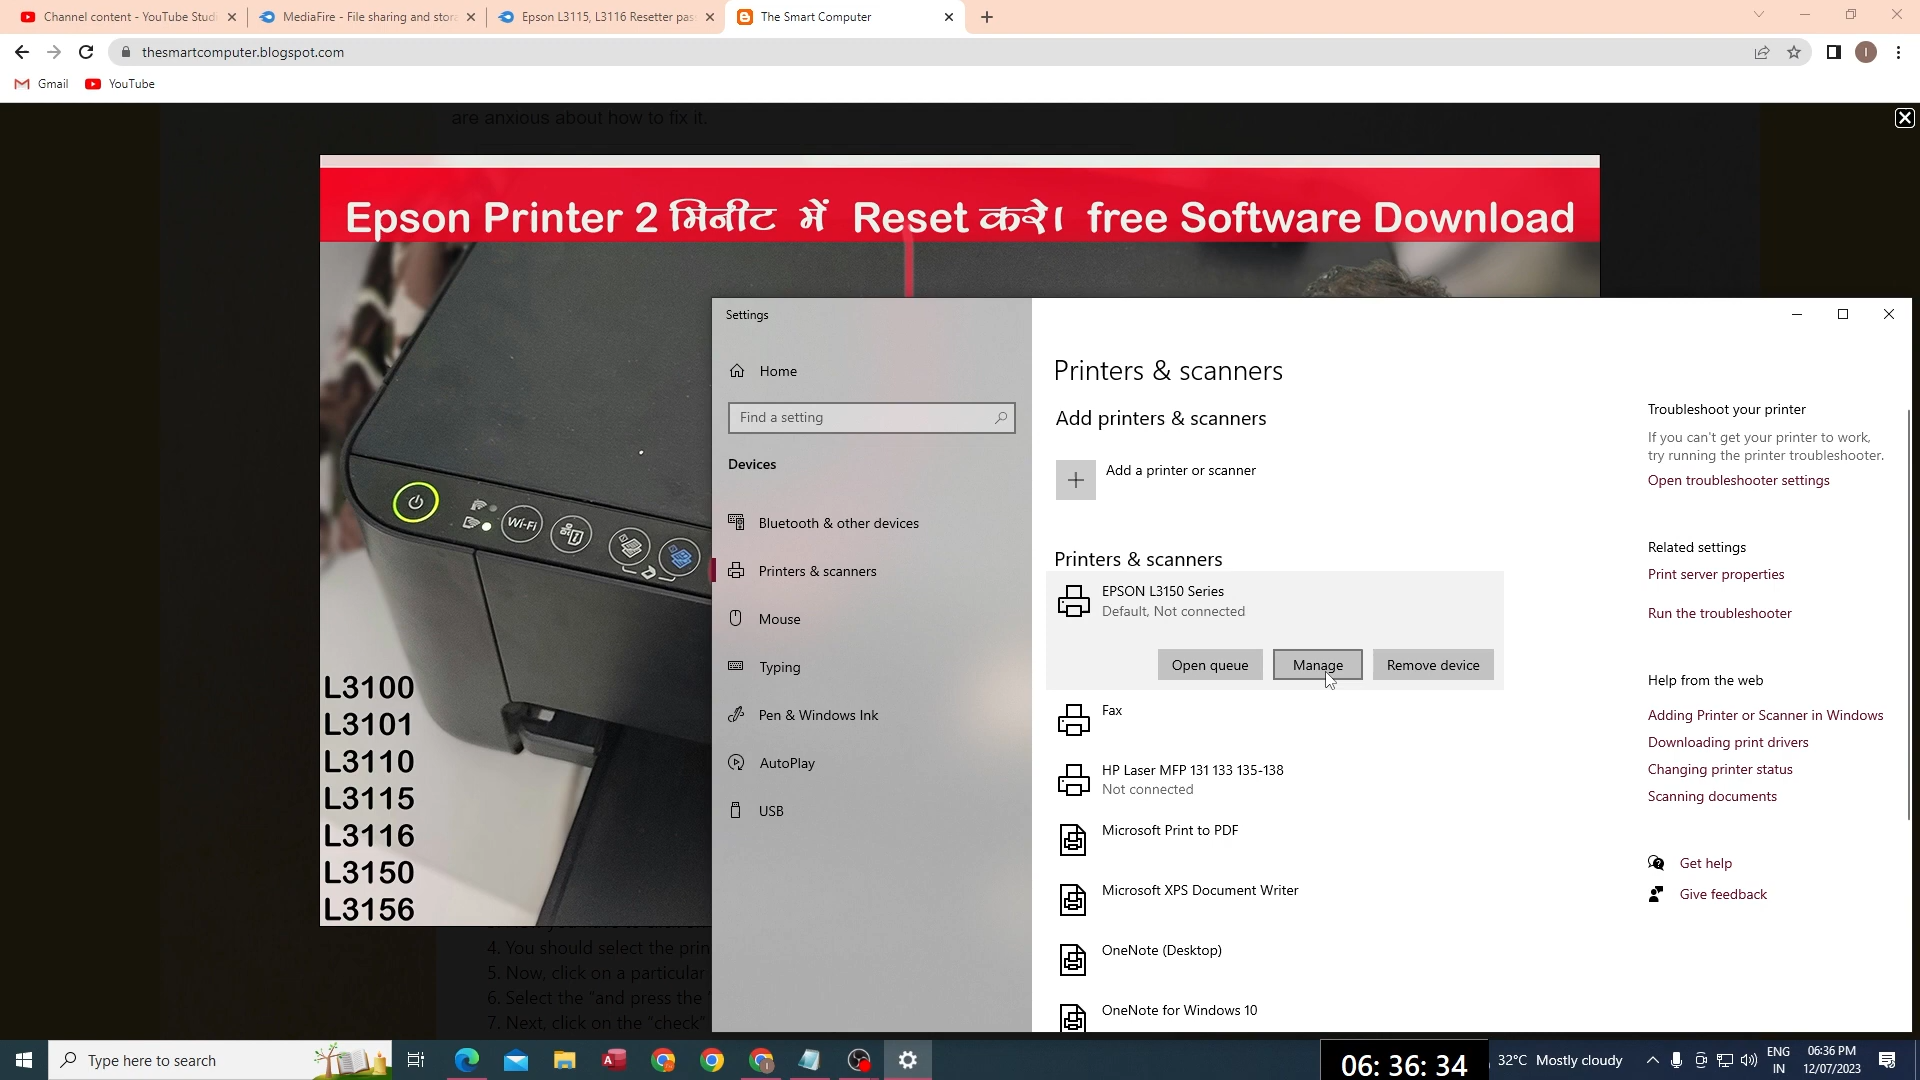 Channel content - YouTube Studi
MediaFire - File sharing and stora
Epson L3115, L3116 Resetter pas
The Smart Computer
thesmartcomputer.blogspot.com
I
Gmail
YouTube
are anxious about how to fix it.
Epson Printer 2 मिनीट में Reset करे। free Software Download
Wi-Fi
L3100
L3101
L3110
L3115
L3116
L3150
L3156
4. You should select the prin
5. Now, click on a particular
6. Select the "and press the "
7. Next, click on the "check"
Settings
Home
Find a setting
Devices
Bluetooth & other devices
Printers & scanners
Mouse
Typing
Pen & Windows Ink
AutoPlay
USB
Printers & scanners
Add printers & scanners
Add a printer or scanner
Printers & scanners
EPSON L3150 Series
Default, Not connected
Open queue
Manage
Remove device
Fax
HP Laser MFP 131 133 135-138
Not connected
Microsoft Print to PDF
Microsoft XPS Document Writer
OneNote (Desktop)
OneNote for Windows 10
Troubleshoot your printer
If you can't get your printer to work,
try running the printer troubleshooter.
Open troubleshooter settings
Related settings
Print server properties
Run the troubleshooter
Help from the web
Adding Printer or Scanner in Windows
Downloading print drivers
Changing printer status
Scanning documents
Get help
Give feedback
Type here to search
06: 36: 34
32°C Mostly cloudy
ENG
IN
06:36 PM
12/07/2023